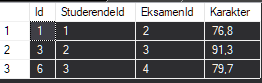 Id StuderendeId EksamenId Karakter
1 1 1 2 76,8
2 3 2 3 91,3
3 6 3 4 79,7